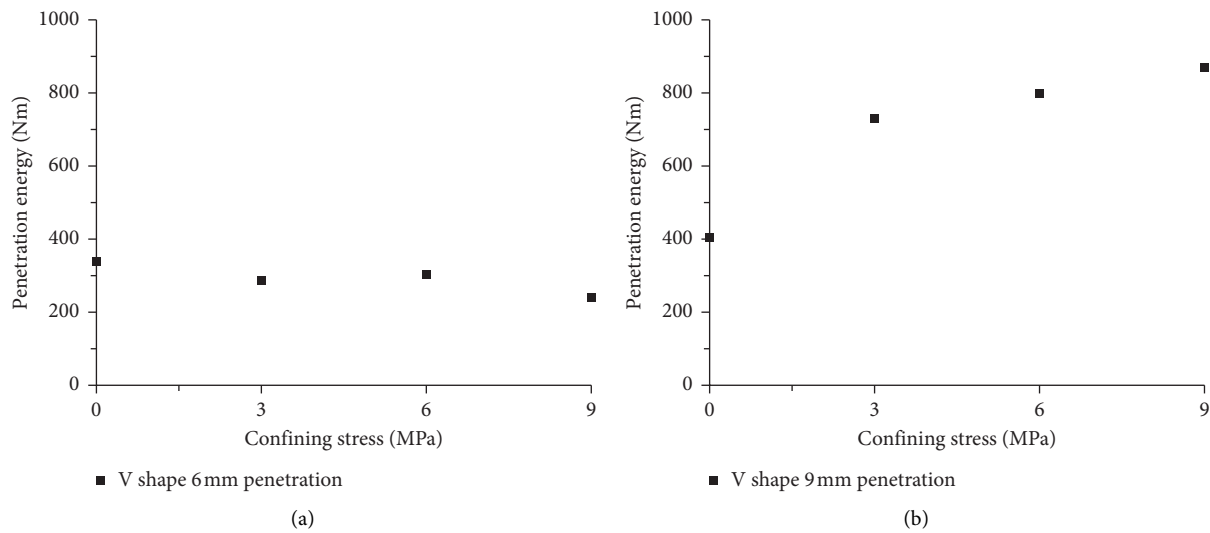 1000
800
600
400
200
0
Penetration energy (Nm)
0 3 6 9
Confining stress (MPa)
V shape 6 mm penetration
(a)
1000
800
600
400
200
0
Penetration energy (Nm)
0 3 6 9
Confining stress (MPa)
V shape 9 mm penetration
(b)